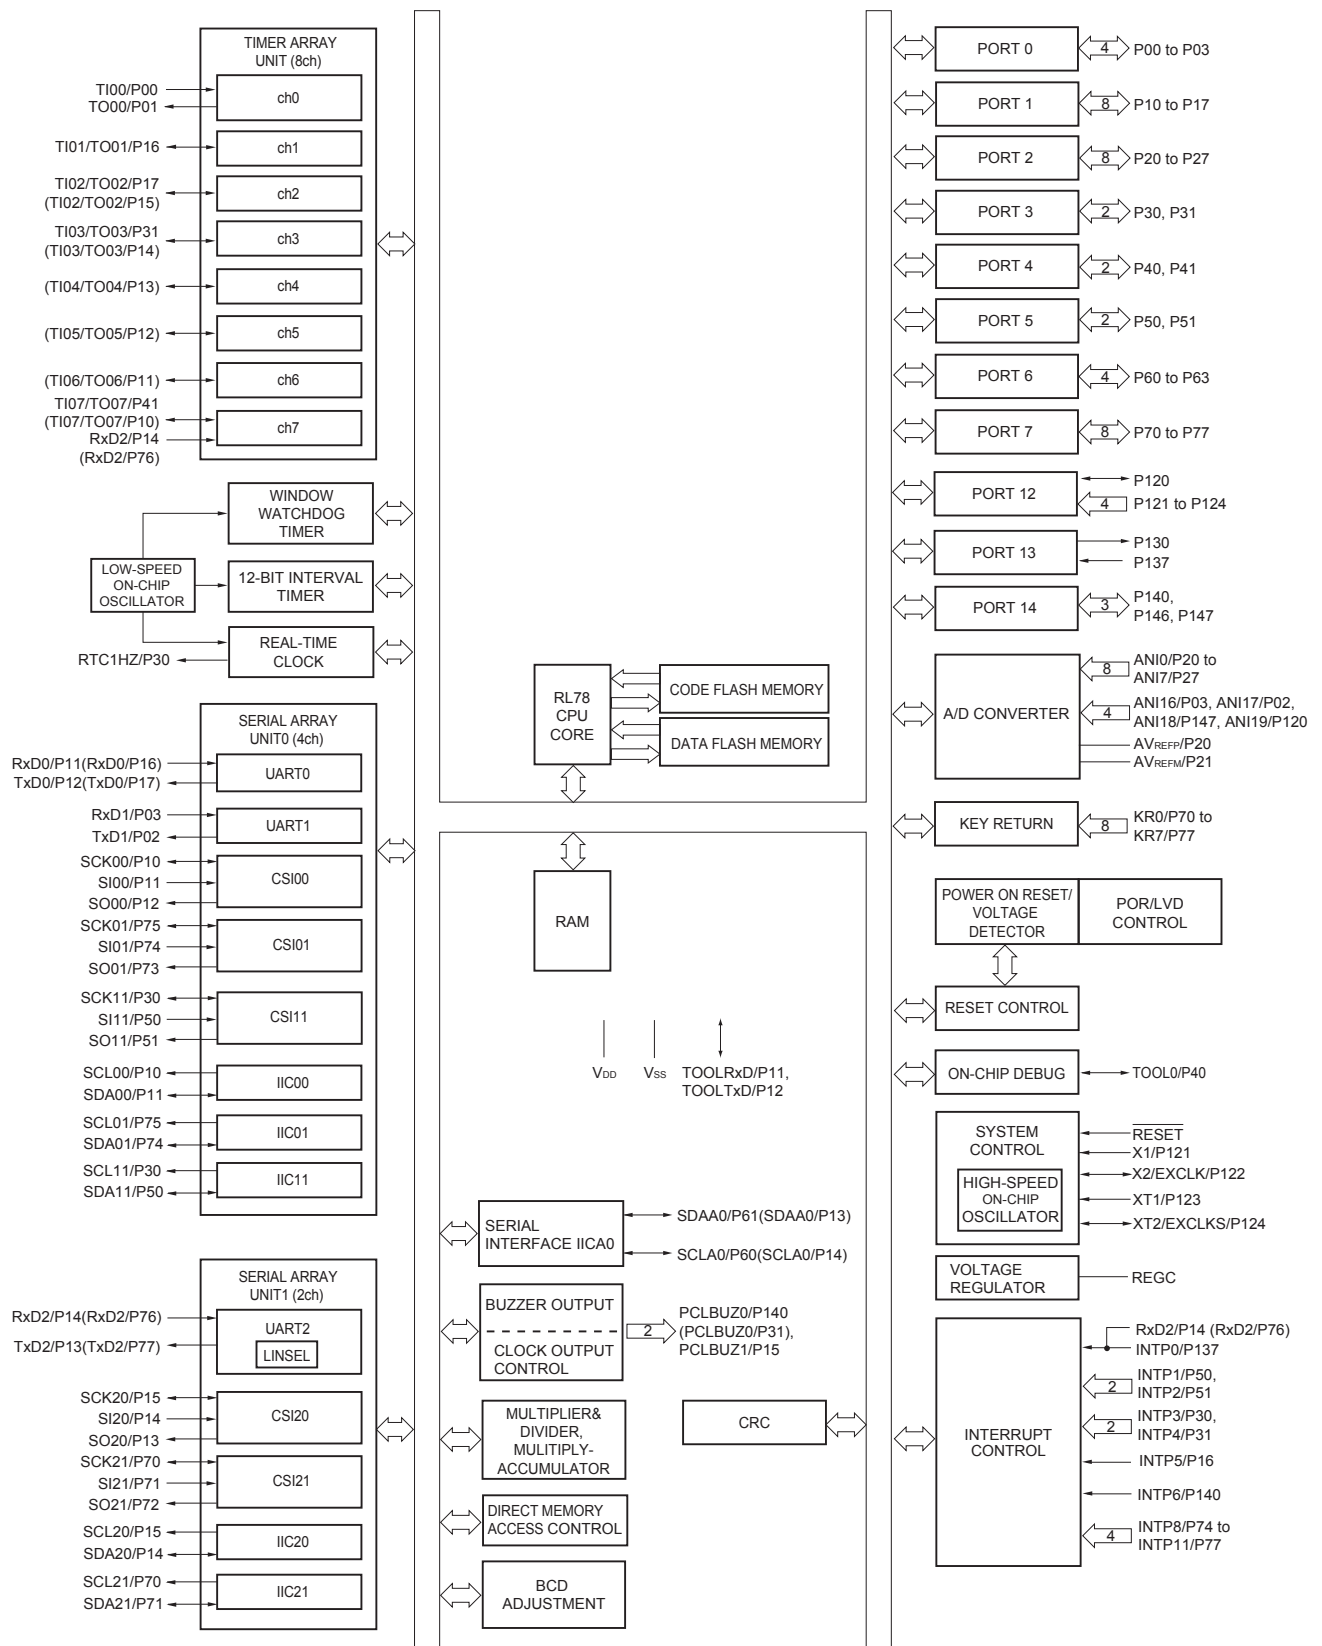 TIMER ARRAY
UNIT (8ch)
TI00/P00
TO00/P01
ch0
TI01/TO01/P16
ch1
TI02/TO02/P17
(TI02/TO02/P15)
ch2
TI03/TO03/P31
(TI03/TO03/P14)
ch3
(TI04/TO04/P13)
ch4
(TI05/TO05/P12)
ch5
(TI06/TO06/P11)
ch6
TI07/TO07/P41
(TI07/TO07/P10)
RxD2/P14
(RxD2/P76)
ch7
WINDOW
WATCHDOG
TIMER
LOW-SPEED
ON-CHIP
OSCILLATOR
12-BIT INTERVAL
TIMER
REAL-TIME
CLOCK
RTC1HZ/P30
SERIAL ARRAY
UNIT0 (4ch)
RxD0/P11(RxD0/P16)
TxD0/P12(TxD0/P17)
UART0
RxD1/P03
TxD1/P02
UART1
SCK00/P10
SI00/P11
SO00/P12
CSI00
SCK01/P75
SI01/P74
SO01/P73
CSI01
SCK11/P30
SI11/P50
SO11/P51
CSI11
SCL00/P10
SDA00/P11
IIC00
SCL01/P75
SDA01/P74
IIC01
SCL11/P30
SDA11/P50
IIC11
SERIAL ARRAY
UNIT1 (2ch)
RxD2/P14(RxD2/P76)
TxD2/P13(TxD2/P77)
UART2
LINSEL
SCK20/P15
SI20/P14
SO20/P13
CSI20
SCK21/P70
SI21/P71
SO21/P72
CSI21
SCL20/P15
SDA20/P14
IIC20
SCL21/P70
SDA21/P71
IIC21
RL78
CPU
CORE
CODE FLASH MEMORY
DATA FLASH MEMORY
RAM
VDD
VSS
TOOLRxD/P11,
TOOLTxD/P12
SERIAL
INTERFACE IICA0
SDAA0/P61(SDAA0/P13)
SCLA0/P60(SCLA0/P14)
BUZZER OUTPUT
CLOCK OUTPUT
CONTROL
2
PCLBUZ0/P140
(PCLBUZ0/P31),
PCLBUZ1/P15
MULTIPLIER&
DIVIDER,
MULITIPLY-
ACCUMULATOR
CRC
DIRECT MEMORY
ACCESS CONTROL
BCD
ADJUSTMENT
PORT 0
4
P00 to P03
PORT 1
8
P10 to P17
PORT 2
8
P20 to P27
PORT 3
2
P30, P31
PORT 4
2
P40, P41
PORT 5
2
P50, P51
PORT 6
4
P60 to P63
PORT 7
8
P70 to P77
PORT 12
P120
4
P121 to P124
PORT 13
P130
P137
PORT 14
3
P140,
P146, P147
A/D CONVERTER
8
ANI0/P20 to
ANI7/P27
4
ANI16/P03, ANI17/P02,
ANI18/P147, ANI19/P120
AVREFP/P20
AVREFM/P21
KEY RETURN
8
KR0/P70 to
KR7/P77
POWER ON RESET/
VOLTAGE
DETECTOR
POR/LVD
CONTROL
RESET CONTROL
ON-CHIP DEBUG
TOOL0/P40
SYSTEM
CONTROL
HIGH-SPEED
ON-CHIP
OSCILLATOR
RESET
X1/P121
X2/EXCLK/P122
XT1/P123
XT2/EXCLKS/P124
VOLTAGE
REGULATOR
REGC
INTERRUPT
CONTROL
RxD2/P14 (RxD2/P76)
INTP0/P137
2
INTP1/P50,
INTP2/P51
2
INTP3/P30,
INTP4/P31
INTP5/P16
INTP6/P140
4
INTP8/P74 to
INTP11/P77